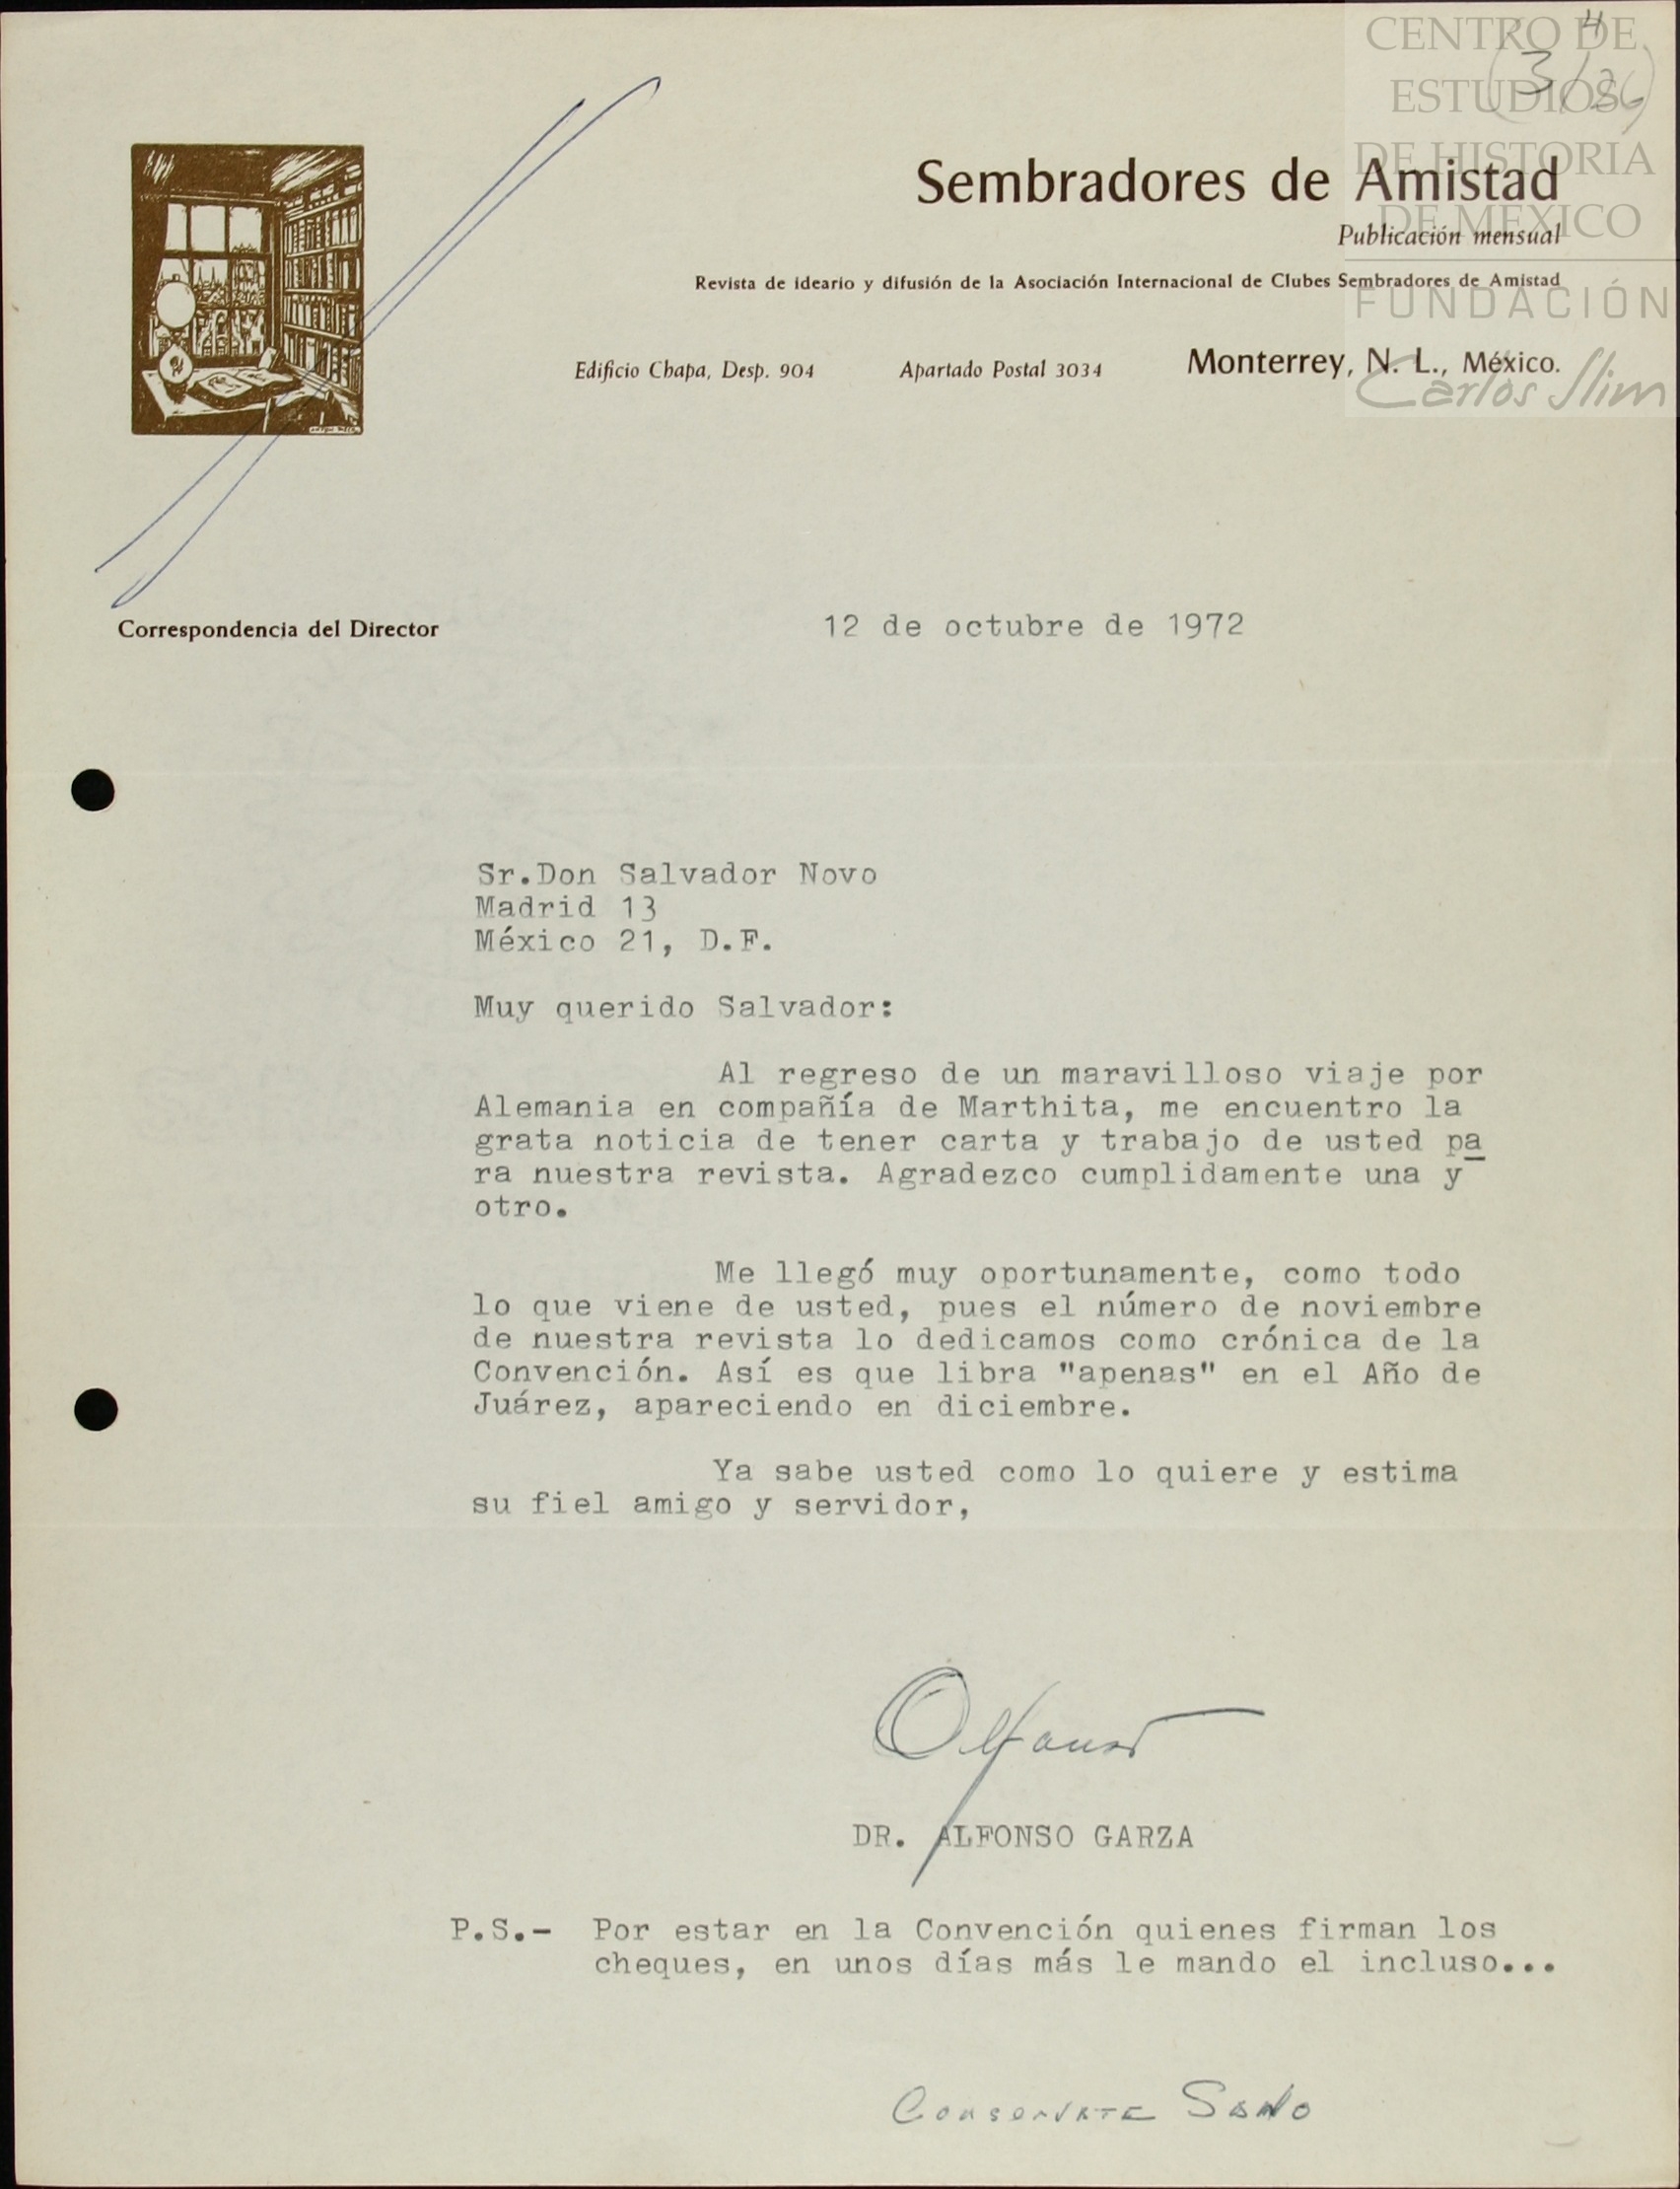 CENTRO DE
ESTUDIOS
DE HISTORIA
DE MÉXICO
FUNDACIÓN
Carlos Slim
4
(3/26)
Sembradores de Amistad
Publicación mensual
Revista de ideario y difusión de la Asociación Internacional de Clubes Sembradores de Amistad
Edificio Chapa, Desp. 904 Apartado Postal 3034 Monterrey, N. L., México.
Correspondencia del Director
12 de octubre de 1972
Sr.Don Salvador Novo
Madrid 13
México 21, D.F.
Muy querido Salvador:
Al regreso de un maravilloso viaje por
Alemania en compañía de Marthita, me encuentro la
grata noticia de tener carta y trabajo de usted pa
ra nuestra revista. Agradezco cumplidamente una y
otro.
Me llegó muy oportunamente, como todo
lo que viene de usted, pues el número de noviembre
de nuestra revista lo dedicamos como crónica de la
Convención. Así es que libra "apenas" en el Año de
Juárez, apareciendo en diciembre.
Ya sabe usted como lo quiere y estima
su fiel amigo y servidor,
Alfonso
DR. ALFONSO GARZA
P.S.- Por estar en la Convención quienes firman los
cheques, en unos días más le mando el incluso...
Conservate Sano